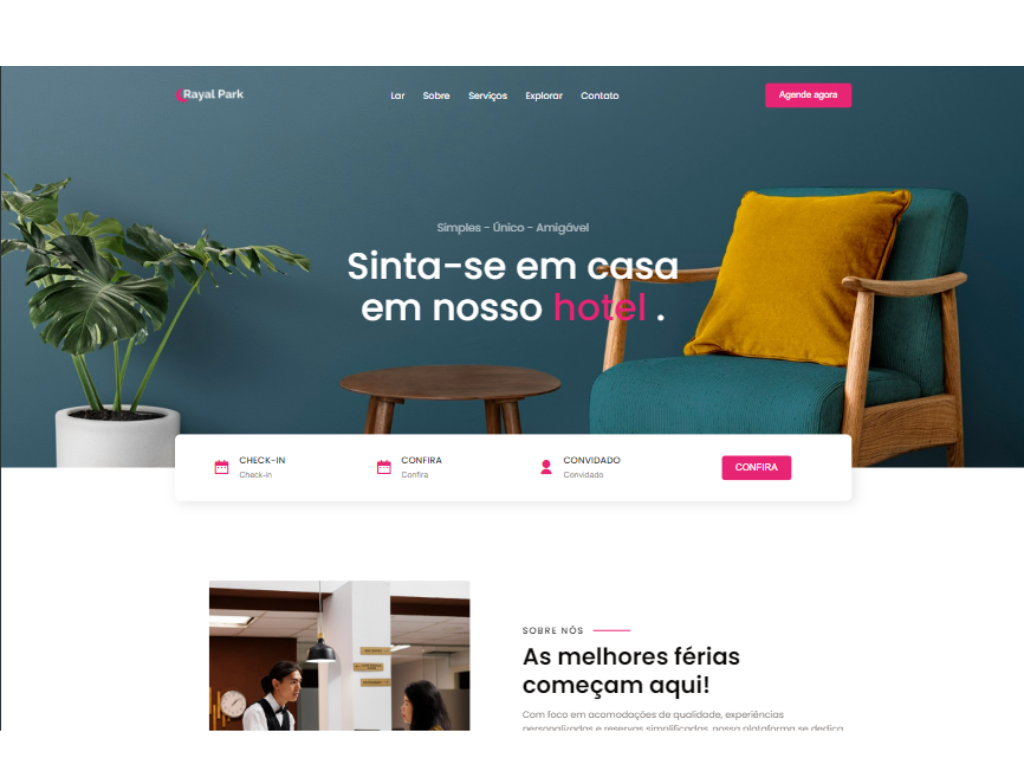 Rayal Park
Lar Sobre Serviços Explorar Contato
Agende agora
Simples - Único - Amigável
Sinta-se em casa
em nosso hotel .
CHECK-IN
Check-in
CONFIRA
Confira
CONVIDADO
Convidado
CONFIRA
SOBRE NÓS
As melhores férias
começam aqui!
Com foco em acomodações de qualidade, experiências
personalizadas e reservas simplificadas, nossa plataforma se dedica